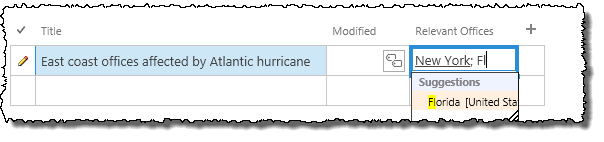 Title Modified Relevant Offices
East coast offices affected by Atlantic hurricane New York; Fl
Suggestions
Florida [United Sta